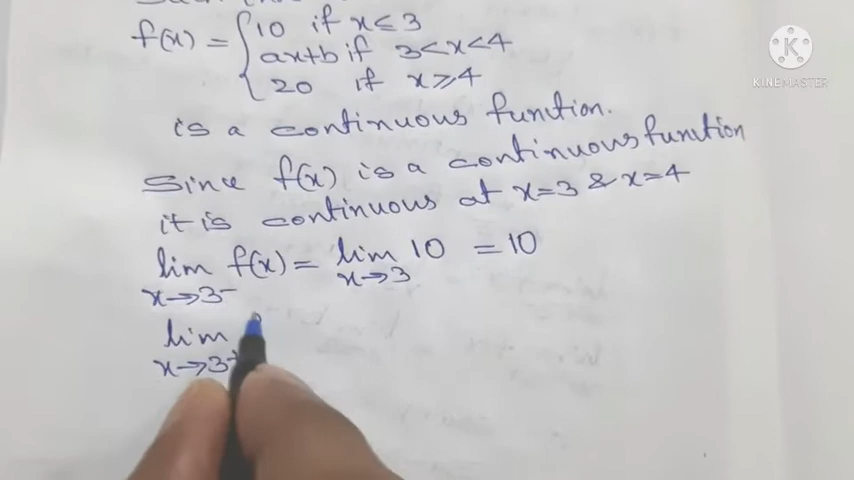 f(x) = { 10 if x ≤ 3
ax+b if 3<x<4
20 if x ≥ 4
is a continuous function.
Since f(x) is a continuous function
it is continuous at x=3 & x=4
lim f(x) = lim 10 = 10
x→3⁻ x→3
lim
x→3⁺
KINEMASTER